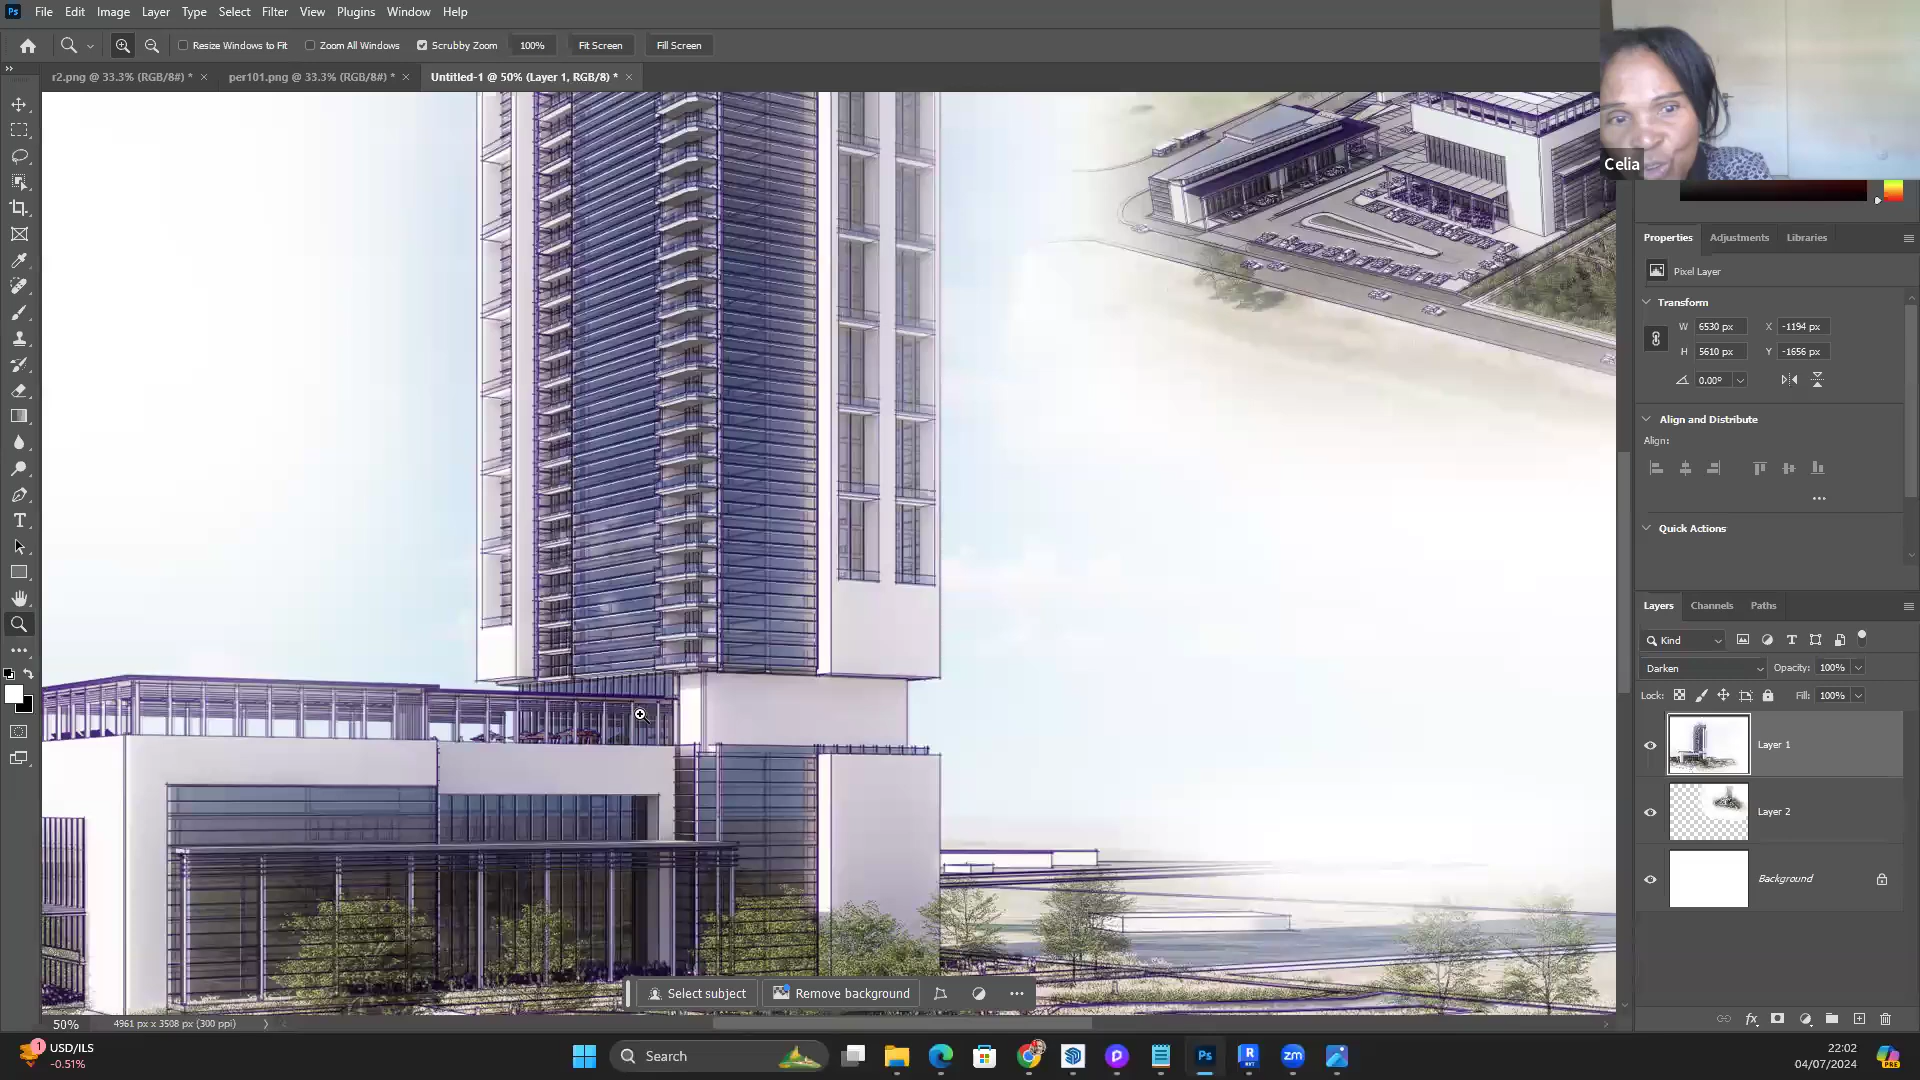 Ps File Edit Image Layer Type Select Filter View Plugins Window Help
Resize Windows to Fit Zoom All Windows Scrubby Zoom 100% Fit Screen Fill Screen
r2.png @ 33.3% (RGB/8#) * × per101.png @ 33.3% (RGB/8#) * × Untitled-1 @ 50% (Layer 1, RGB/8) * ×
Celia
Properties Adjustments Libraries
Pixel Layer
Transform
W 6530 px X -1194 px
H 5610 px Y -1656 px
0.00°
Align and Distribute
Align:
Quick Actions
Layers Channels Paths
Kind
Darken Opacity: 100%
Lock: Fill: 100%
Layer 1
Layer 2
Background
Select subject Remove background
50% 4961 px x 3508 px (300 ppi)
1 USD/ILS
-0.51%
Search
Ps
R
RVT
zm
22:02
04/07/2024
PRE